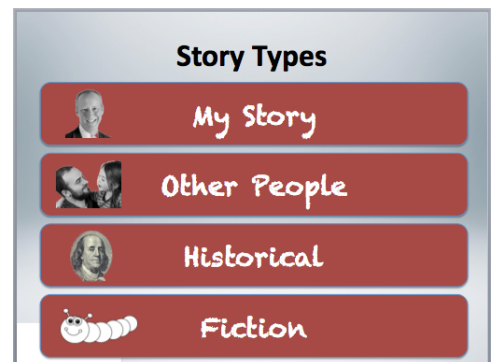 Story Types
My Story
Other People
Historical
Fiction